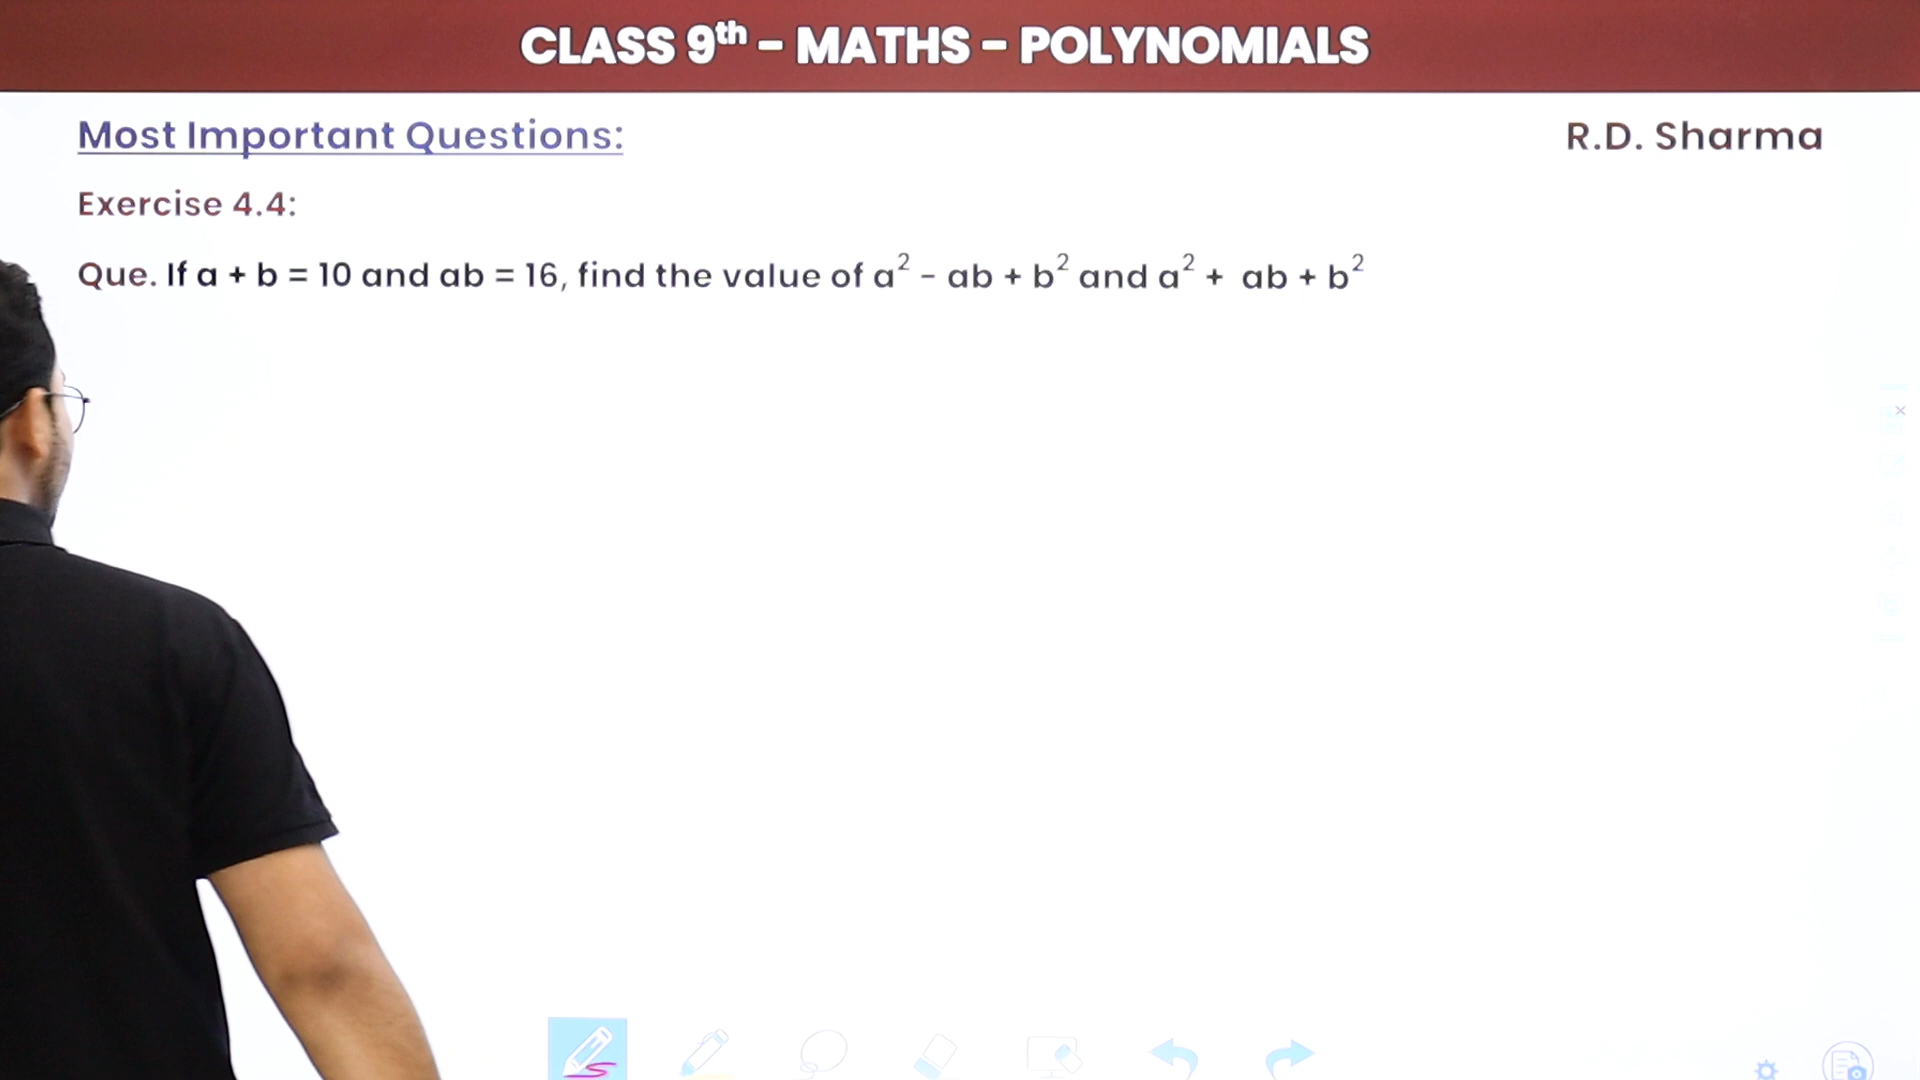 CLASS 9th – MATHS – POLYNOMIALS
Most Important Questions:
R.D. Sharma
Exercise 4.4:
Que. If a + b = 10 and ab = 16, find the value of a² - ab + b² and a² + ab + b²